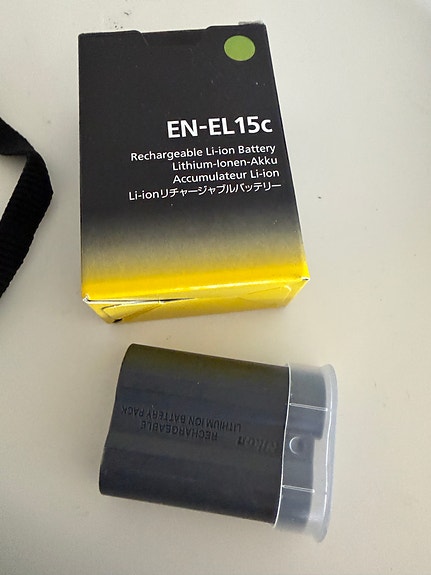 EN-EL15c
Rechargeable Li-ion Battery
Lithium-Ionen-Akku
Accumulateur Li-ion
Li-ionリチャージャブルバッテリー
Nikon
RECHARGEABLE
LITHIUM ION BATTERY PACK